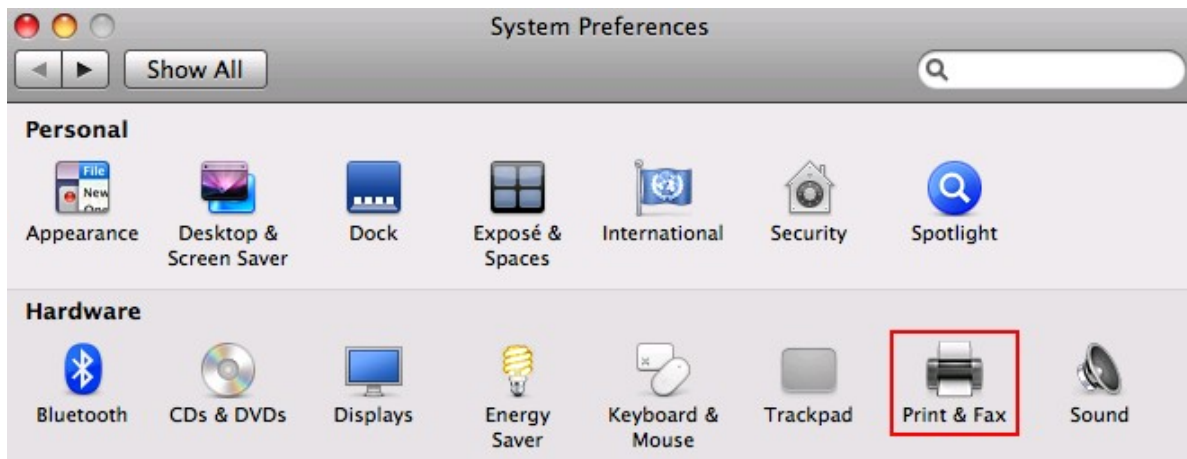 System Preferences
Show All
Personal
File
New
Appearance
Desktop &
Screen Saver
Dock
Exposé &
Spaces
International
Security
Spotlight
Hardware
Bluetooth
CDs & DVDs
Displays
Energy
Saver
Keyboard &
Mouse
Trackpad
Print & Fax
Sound